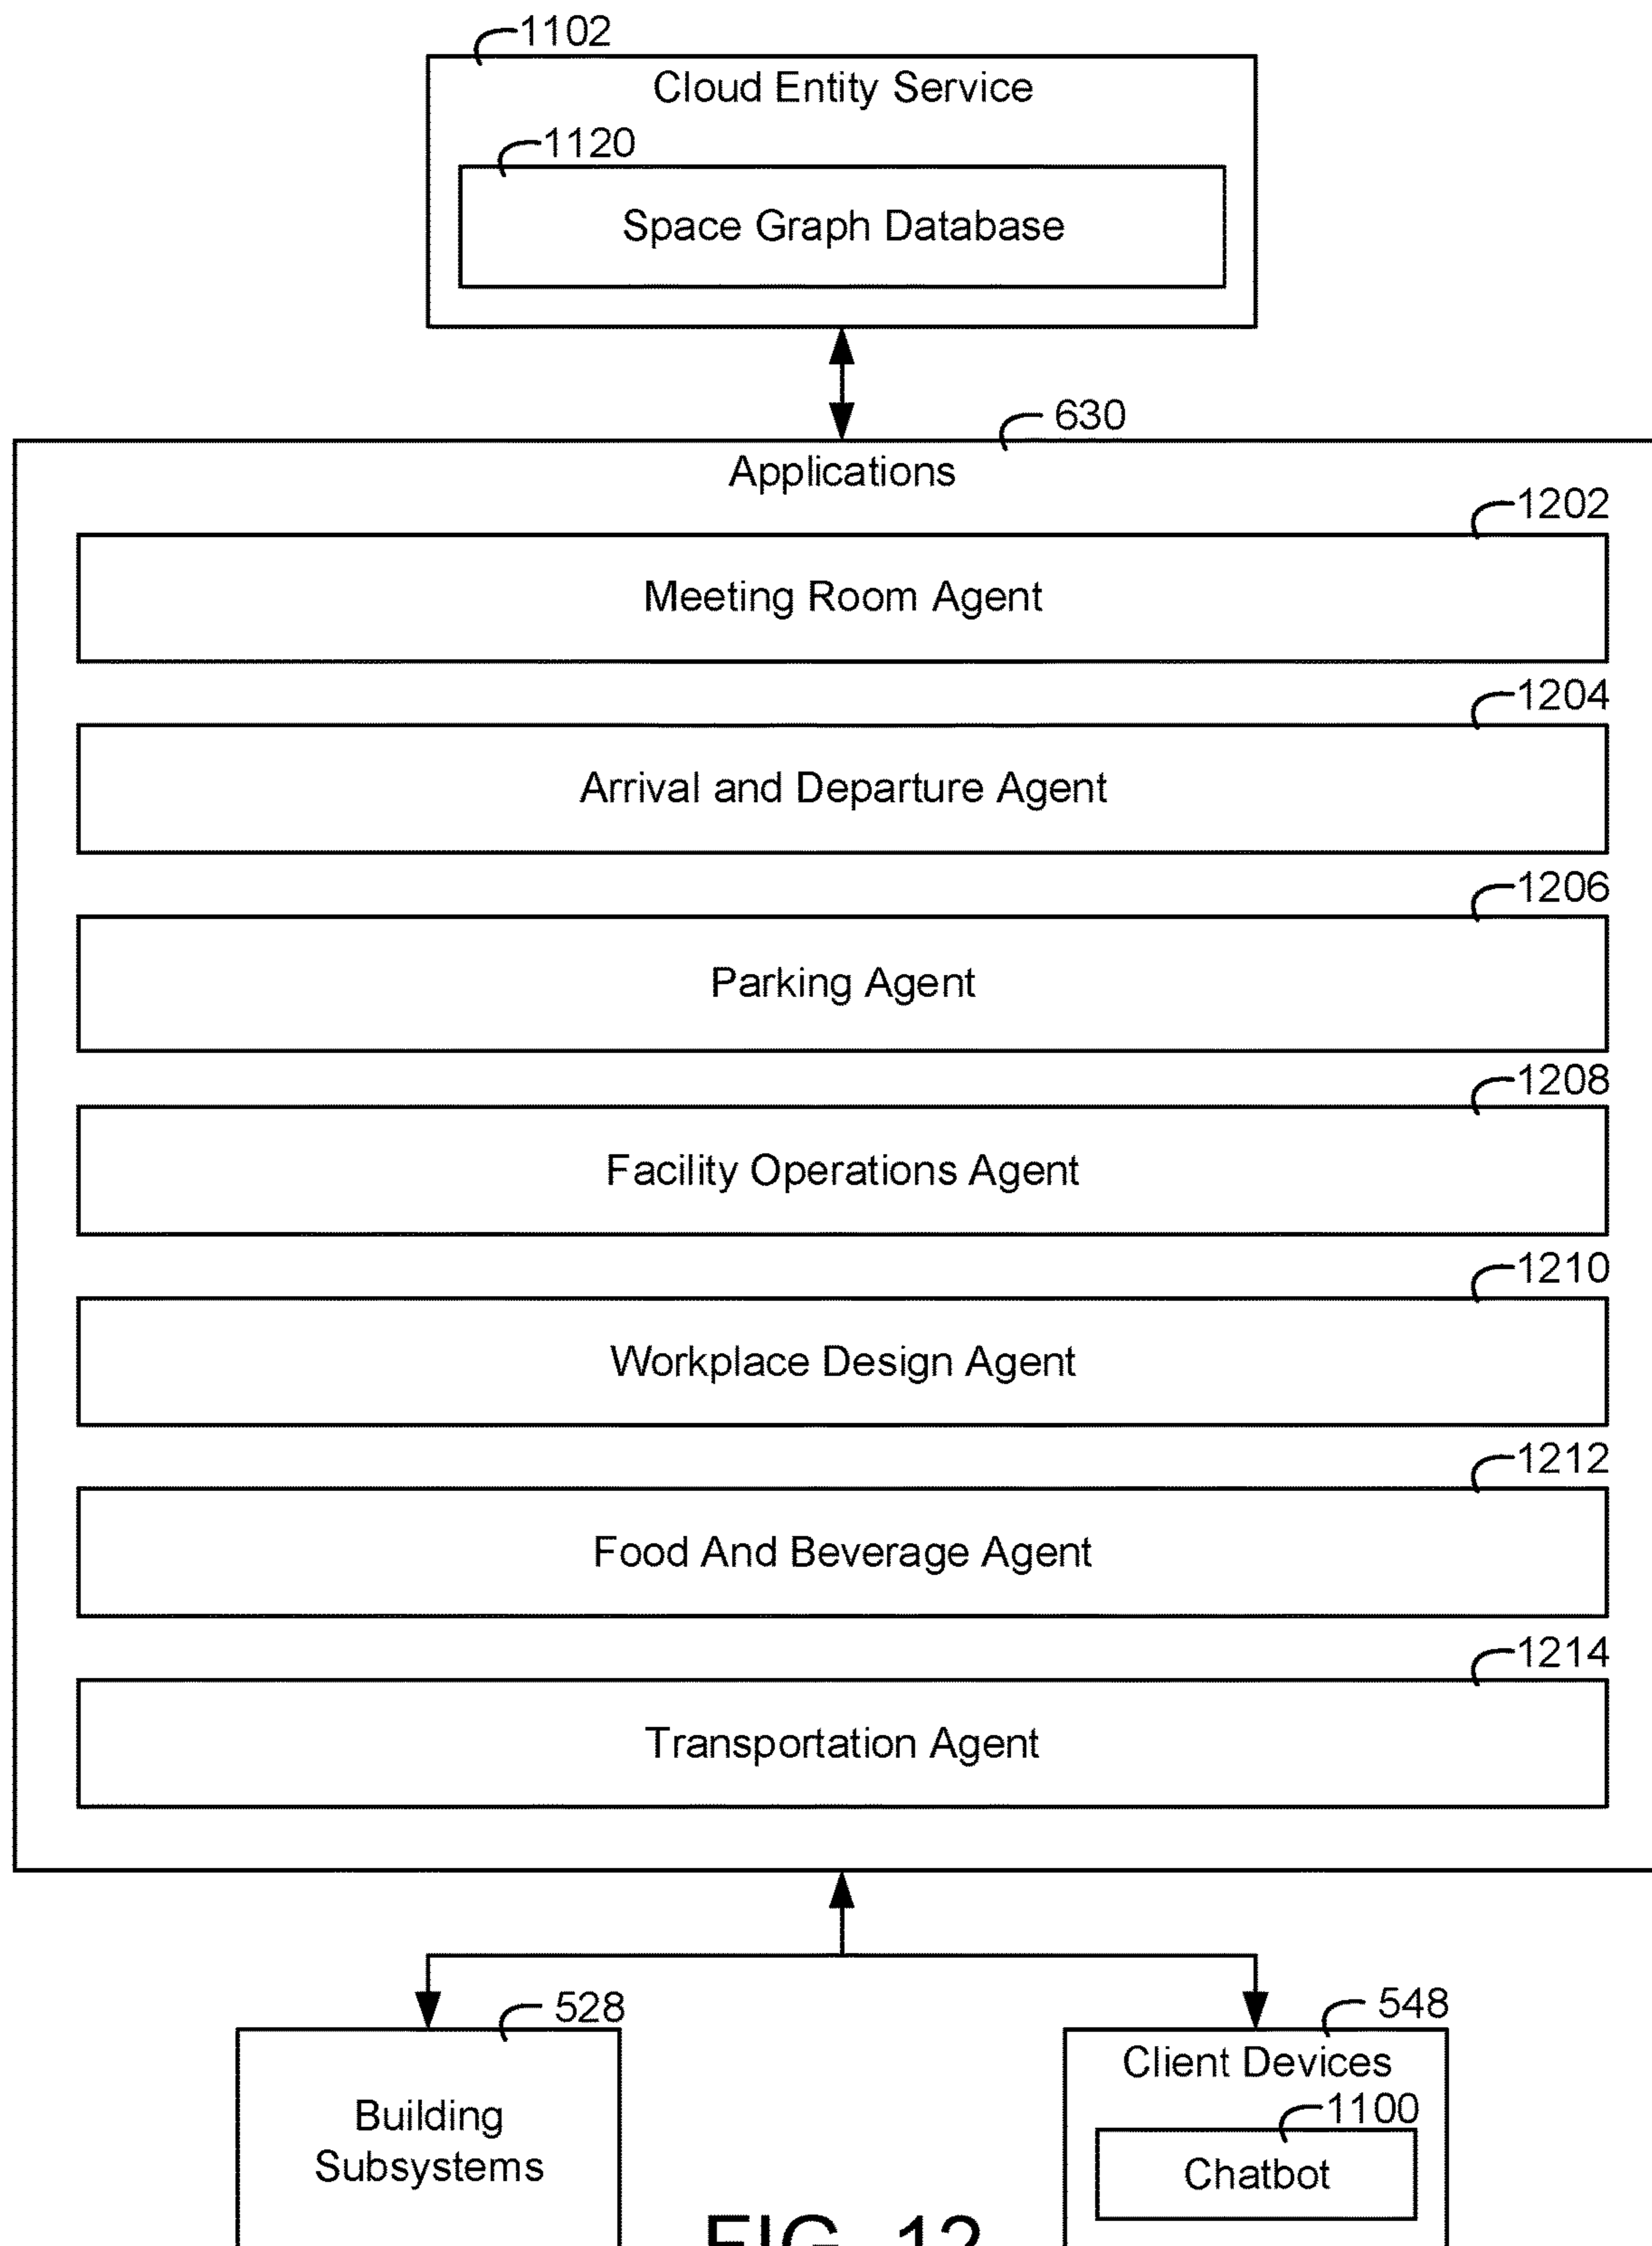 1102
Cloud Entity Service
1120
Space Graph Database
630
Applications
1202
Meeting Room Agent
1204
Arrival and Departure Agent
1206
Parking Agent
1208
Facility Operations Agent
1210
Workplace Design Agent
1212
Food And Beverage Agent
1214
Transportation Agent
528
Building
Subsystems
548
Client Devices
1100
Chatbot
FIG. 12